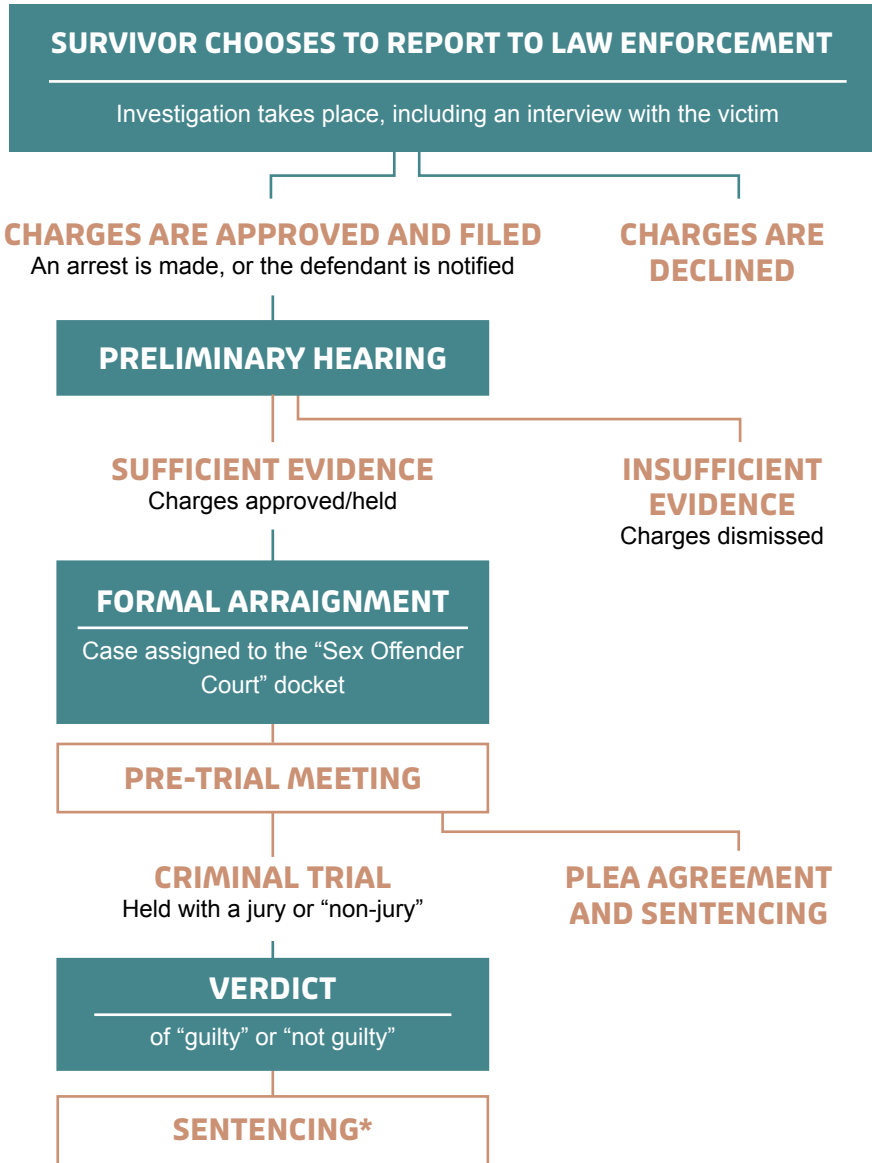 SURVIVOR CHOOSES TO REPORT TO LAW ENFORCEMENT
Investigation takes place, including an interview with the victim
CHARGES ARE APPROVED AND FILED
An arrest is made, or the defendant is notified
CHARGES ARE
DECLINED
PRELIMINARY HEARING
SUFFICIENT EVIDENCE
Charges approved/held
INSUFFICIENT
EVIDENCE
Charges dismissed
FORMAL ARRAIGNMENT
Case assigned to the “Sex Offender
Court” docket
PRE-TRIAL MEETING
CRIMINAL TRIAL
Held with a jury or “non-jury”
PLEA AGREEMENT
AND SENTENCING
VERDICT
of “guilty” or “not guilty”
SENTENCING*